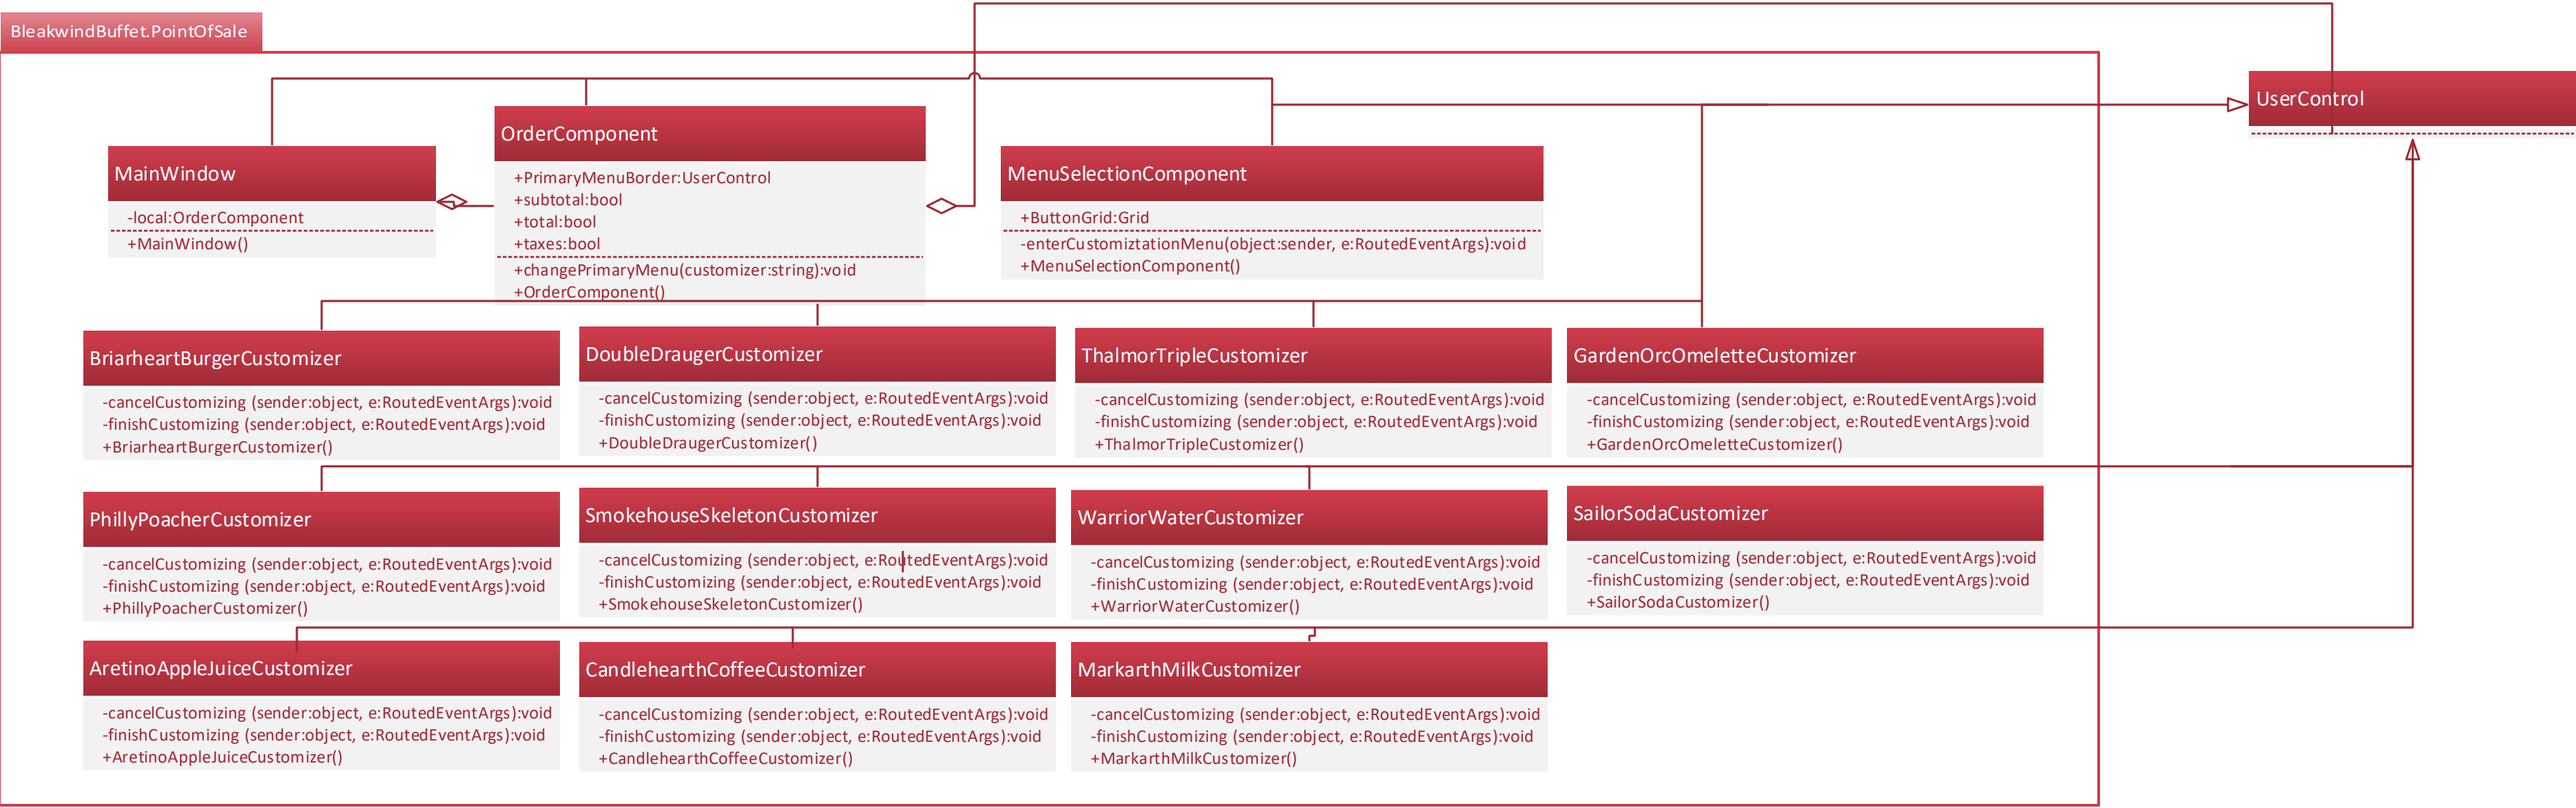 BleakwindBuffet.PointOfSale
UserControl
MainWindow
-local:OrderComponent
+MainWindow()
OrderComponent
+PrimaryMenuBorder:UserControl
+subtotal:bool
+total:bool
+taxes:bool
+changePrimaryMenu(customizer:string):void
+OrderComponent()
MenuSelectionComponent
+ButtonGrid:Grid
-enterCustomiztationMenu(object:sender, e:RoutedEventArgs):void
+MenuSelectionComponent()
BriarheartBurgerCustomizer
-cancelCustomizing (sender:object, e:RoutedEventArgs):void
-finishCustomizing (sender:object, e:RoutedEventArgs):void
+BriarheartBurgerCustomizer()
DoubleDraugerCustomizer
-cancelCustomizing (sender:object, e:RoutedEventArgs):void
-finishCustomizing (sender:object, e:RoutedEventArgs):void
+DoubleDraugerCustomizer()
ThalmorTripleCustomizer
-cancelCustomizing (sender:object, e:RoutedEventArgs):void
-finishCustomizing (sender:object, e:RoutedEventArgs):void
+ThalmorTripleCustomizer()
GardenOrcOmeletteCustomizer
-cancelCustomizing (sender:object, e:RoutedEventArgs):void
-finishCustomizing (sender:object, e:RoutedEventArgs):void
+GardenOrcOmeletteCustomizer()
PhillyPoacherCustomizer
-cancelCustomizing (sender:object, e:RoutedEventArgs):void
-finishCustomizing (sender:object, e:RoutedEventArgs):void
+PhillyPoacherCustomizer()
SmokehouseSkeletonCustomizer
-cancelCustomizing (sender:object, e:RoutedEventArgs):void
-finishCustomizing (sender:object, e:RoutedEventArgs):void
+SmokehouseSkeletonCustomizer()
WarriorWaterCustomizer
-cancelCustomizing (sender:object, e:RoutedEventArgs):void
-finishCustomizing (sender:object, e:RoutedEventArgs):void
+WarriorWaterCustomizer()
SailorSodaCustomizer
-cancelCustomizing (sender:object, e:RoutedEventArgs):void
-finishCustomizing (sender:object, e:RoutedEventArgs):void
+SailorSodaCustomizer()
AretinoAppleJuiceCustomizer
-cancelCustomizing (sender:object, e:RoutedEventArgs):void
-finishCustomizing (sender:object, e:RoutedEventArgs):void
+AretinoAppleJuiceCustomizer()
CandlehearthCoffeeCustomizer
-cancelCustomizing (sender:object, e:RoutedEventArgs):void
-finishCustomizing (sender:object, e:RoutedEventArgs):void
+CandlehearthCoffeeCustomizer()
MarkarthMilkCustomizer
-cancelCustomizing (sender:object, e:RoutedEventArgs):void
-finishCustomizing (sender:object, e:RoutedEventArgs):void
+MarkarthMilkCustomizer()